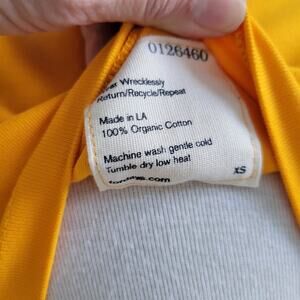 0126460
Wrecklessly
Return/Recycle/Repeat
Made in LA
100% Organic Cotton
Machine wash gentle cold
Tumble dry low heat
xS